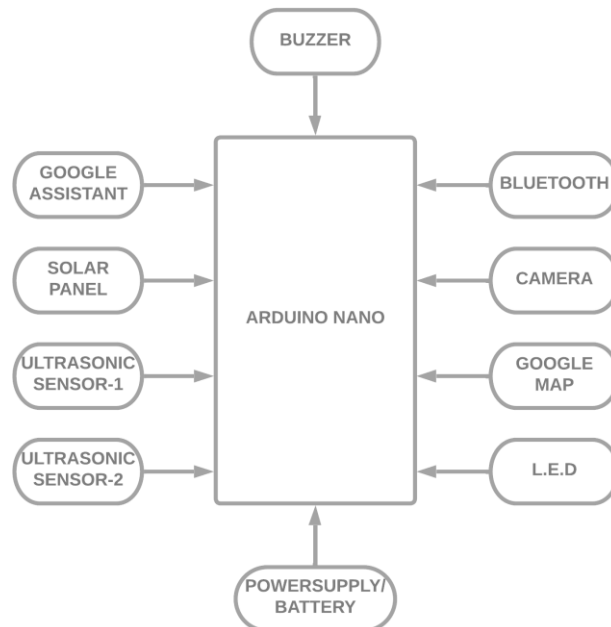 BUZZER
GOOGLE
ASSISTANT
BLUETOOTH
SOLAR
PANEL
CAMERA
ARDUINO NANO
ULTRASONIC
SENSOR-1
GOOGLE
MAP
ULTRASONIC
SENSOR-2
L.E.D
POWERSUPPLY/
BATTERY